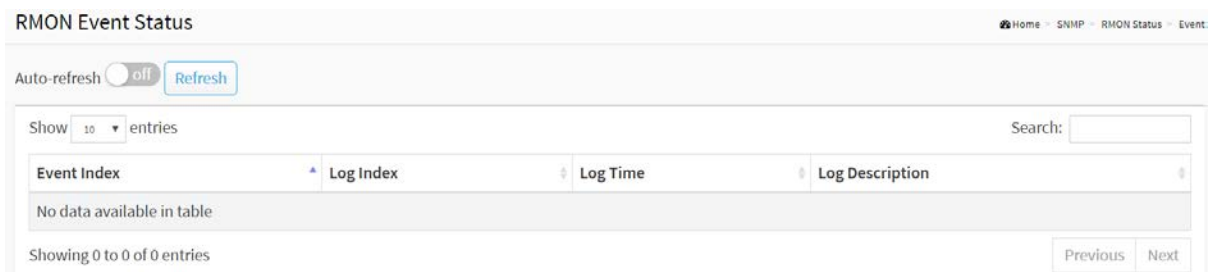 RMON Event Status
Home > SNMP > RMON Status > Event
Auto-refresh off Refresh
Show 10 entries Search:
Event Index Log Index Log Time Log Description
No data available in table
Showing 0 to 0 of 0 entries Previous Next